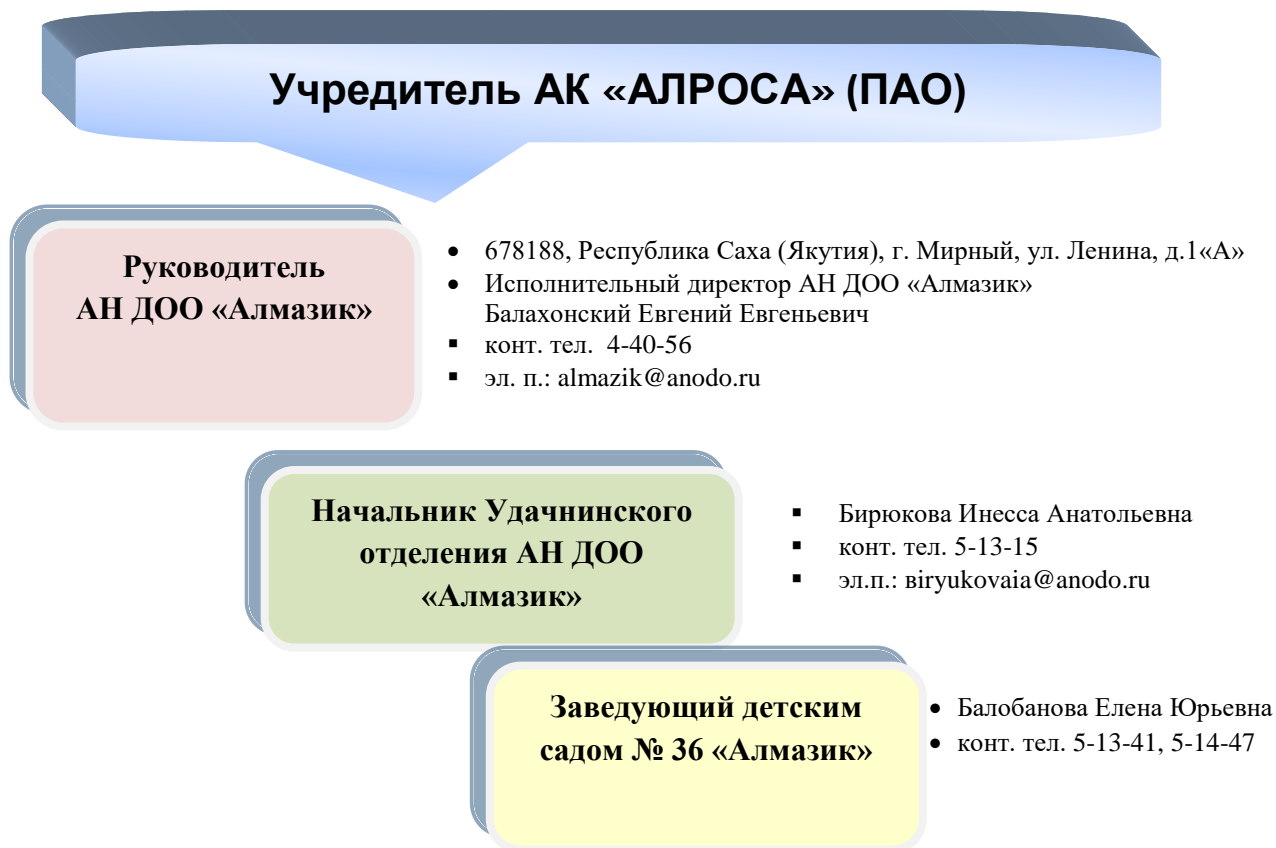 Учредитель АК «АЛРОСА» (ПАО)
Руководитель
АН ДОО «Алмазик»
• 678188, Республика Саха (Якутия), г. Мирный, ул. Ленина, д.1«А»
• Исполнительный директор АН ДОО «Алмазик»
Балахонский Евгений Евгеньевич
▪ конт. тел. 4-40-56
▪ эл. п.: almazik@anodo.ru
Начальник Удачнинского
отделения АН ДОО
«Алмазик»
▪ Бирюкова Инесса Анатольевна
▪ конт. тел. 5-13-15
▪ эл.п.: вiryukovaia@anodo.ru
Заведующий детским
садом № 36 «Алмазик»
• Балобанова Елена Юрьевна
• конт. тел. 5-13-41, 5-14-47